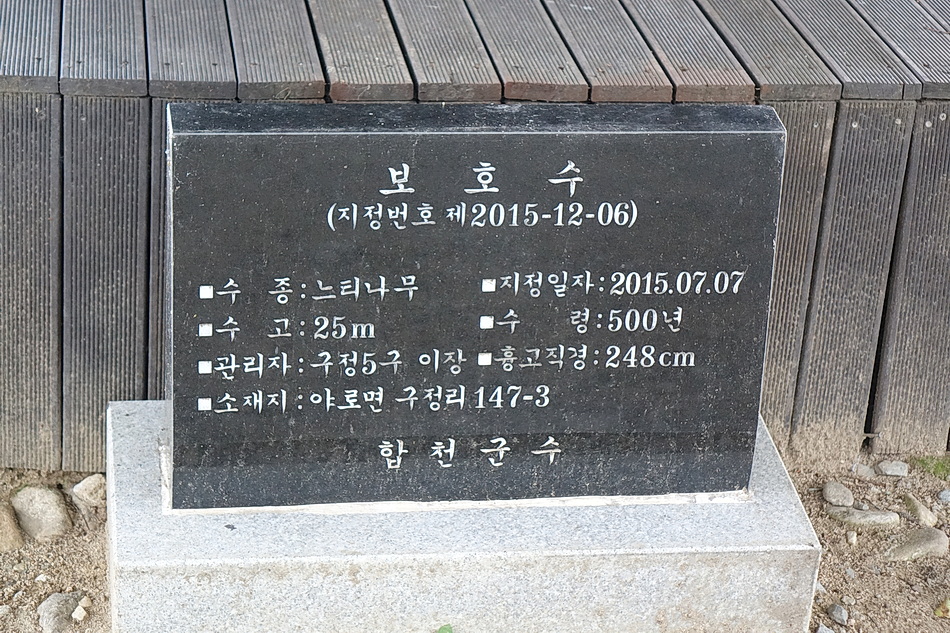 보 호 수
(지정번호 제2015-12-06)
■수 종:느티나무 ■지정일자:2015.07.07
■수 고:25m ■수 령:500년
■관리자:구정5구 이장 ■흉고직경:248cm
■소재지:야로면 구정리 147-3
합 천 군 수